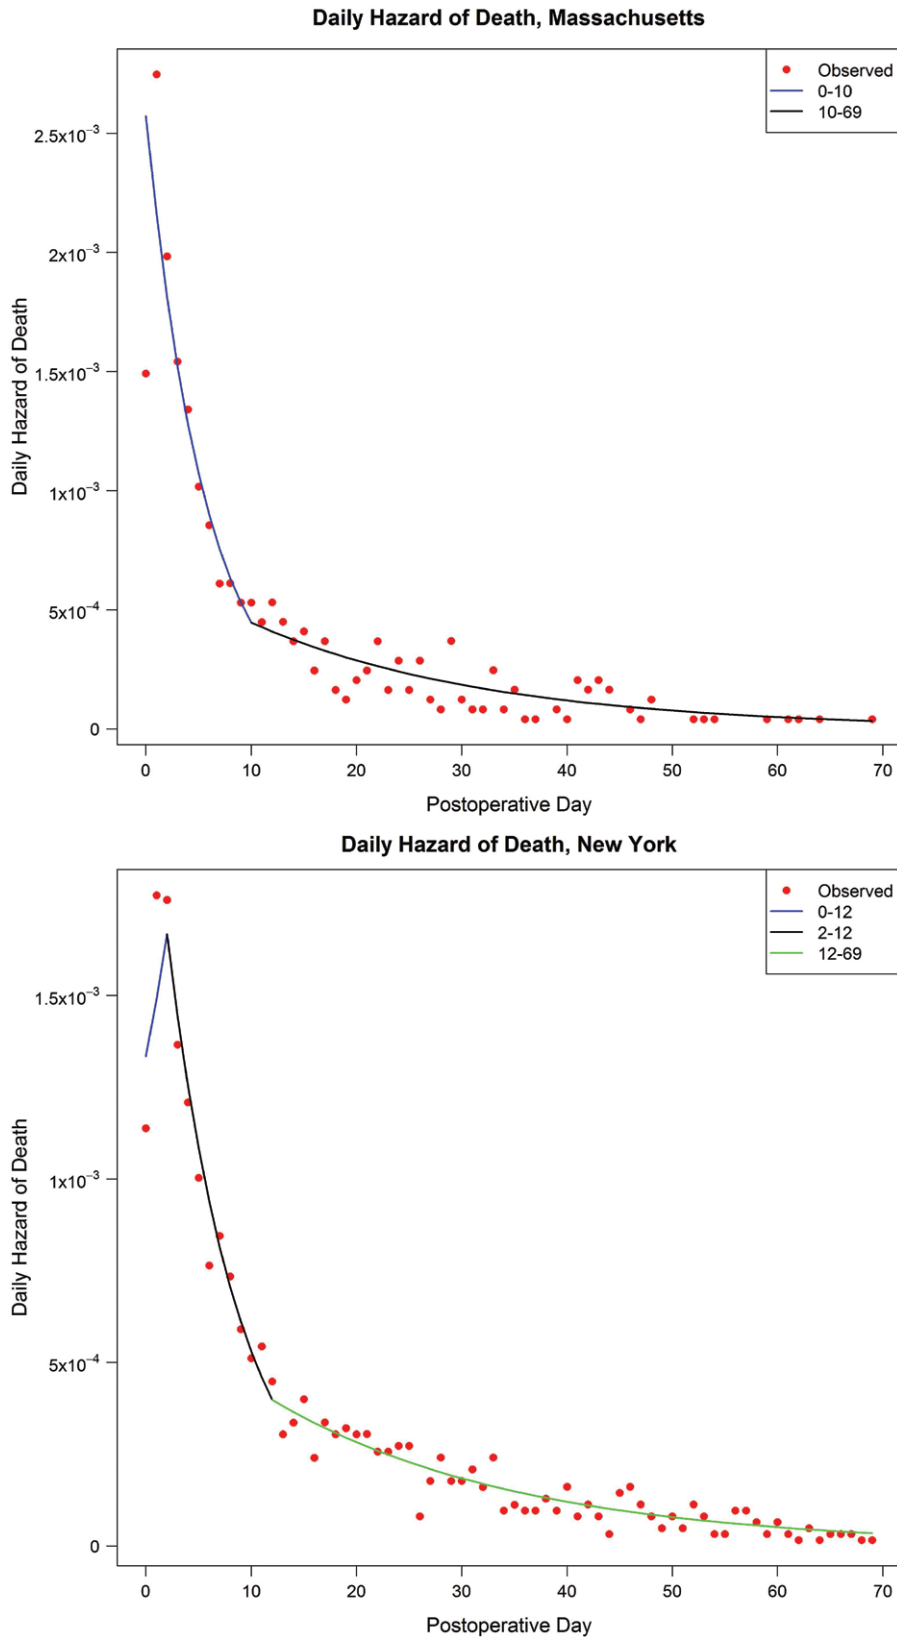 Daily Hazard of Death, Massachusetts
Observed
0-10
10-69
2.5x10⁻³
2x10⁻³
1.5x10⁻³
1x10⁻³
5x10⁻⁴
0
Daily Hazard of Death
0 10 20 30 40 50 60 70
Postoperative Day
Daily Hazard of Death, New York
Observed
0-12
2-12
12-69
1.5x10⁻³
1x10⁻³
5x10⁻⁴
0
Daily Hazard of Death
0 10 20 30 40 50 60 70
Postoperative Day